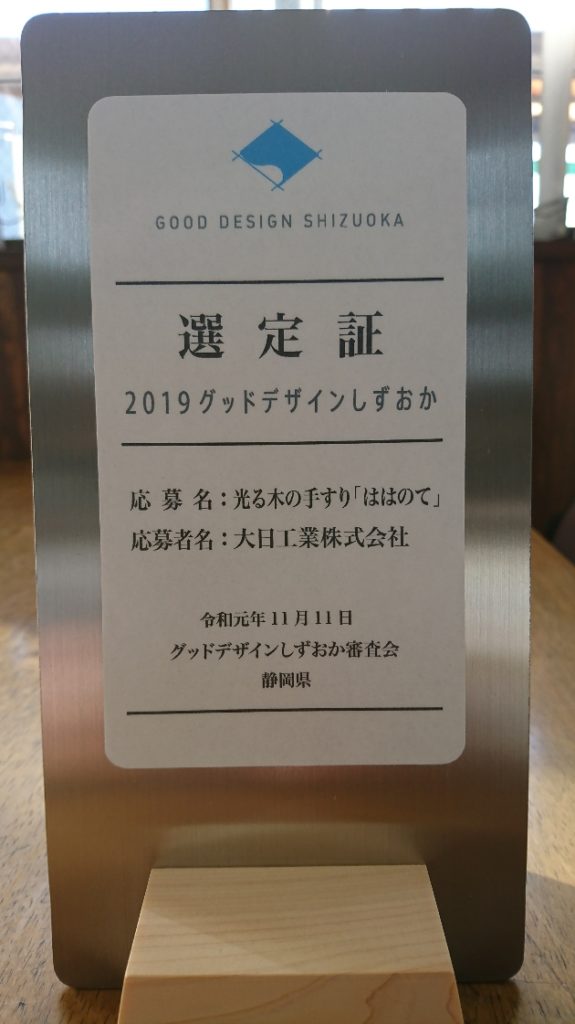 GOOD DESIGN SHIZUOKA
選定証
2019グッドデザインしずおか
応募名：光る木の手すり「ははのて」
応募者名：大日工業株式会社
令和元年11月11日
グッドデザインしずおか審査会
静岡県